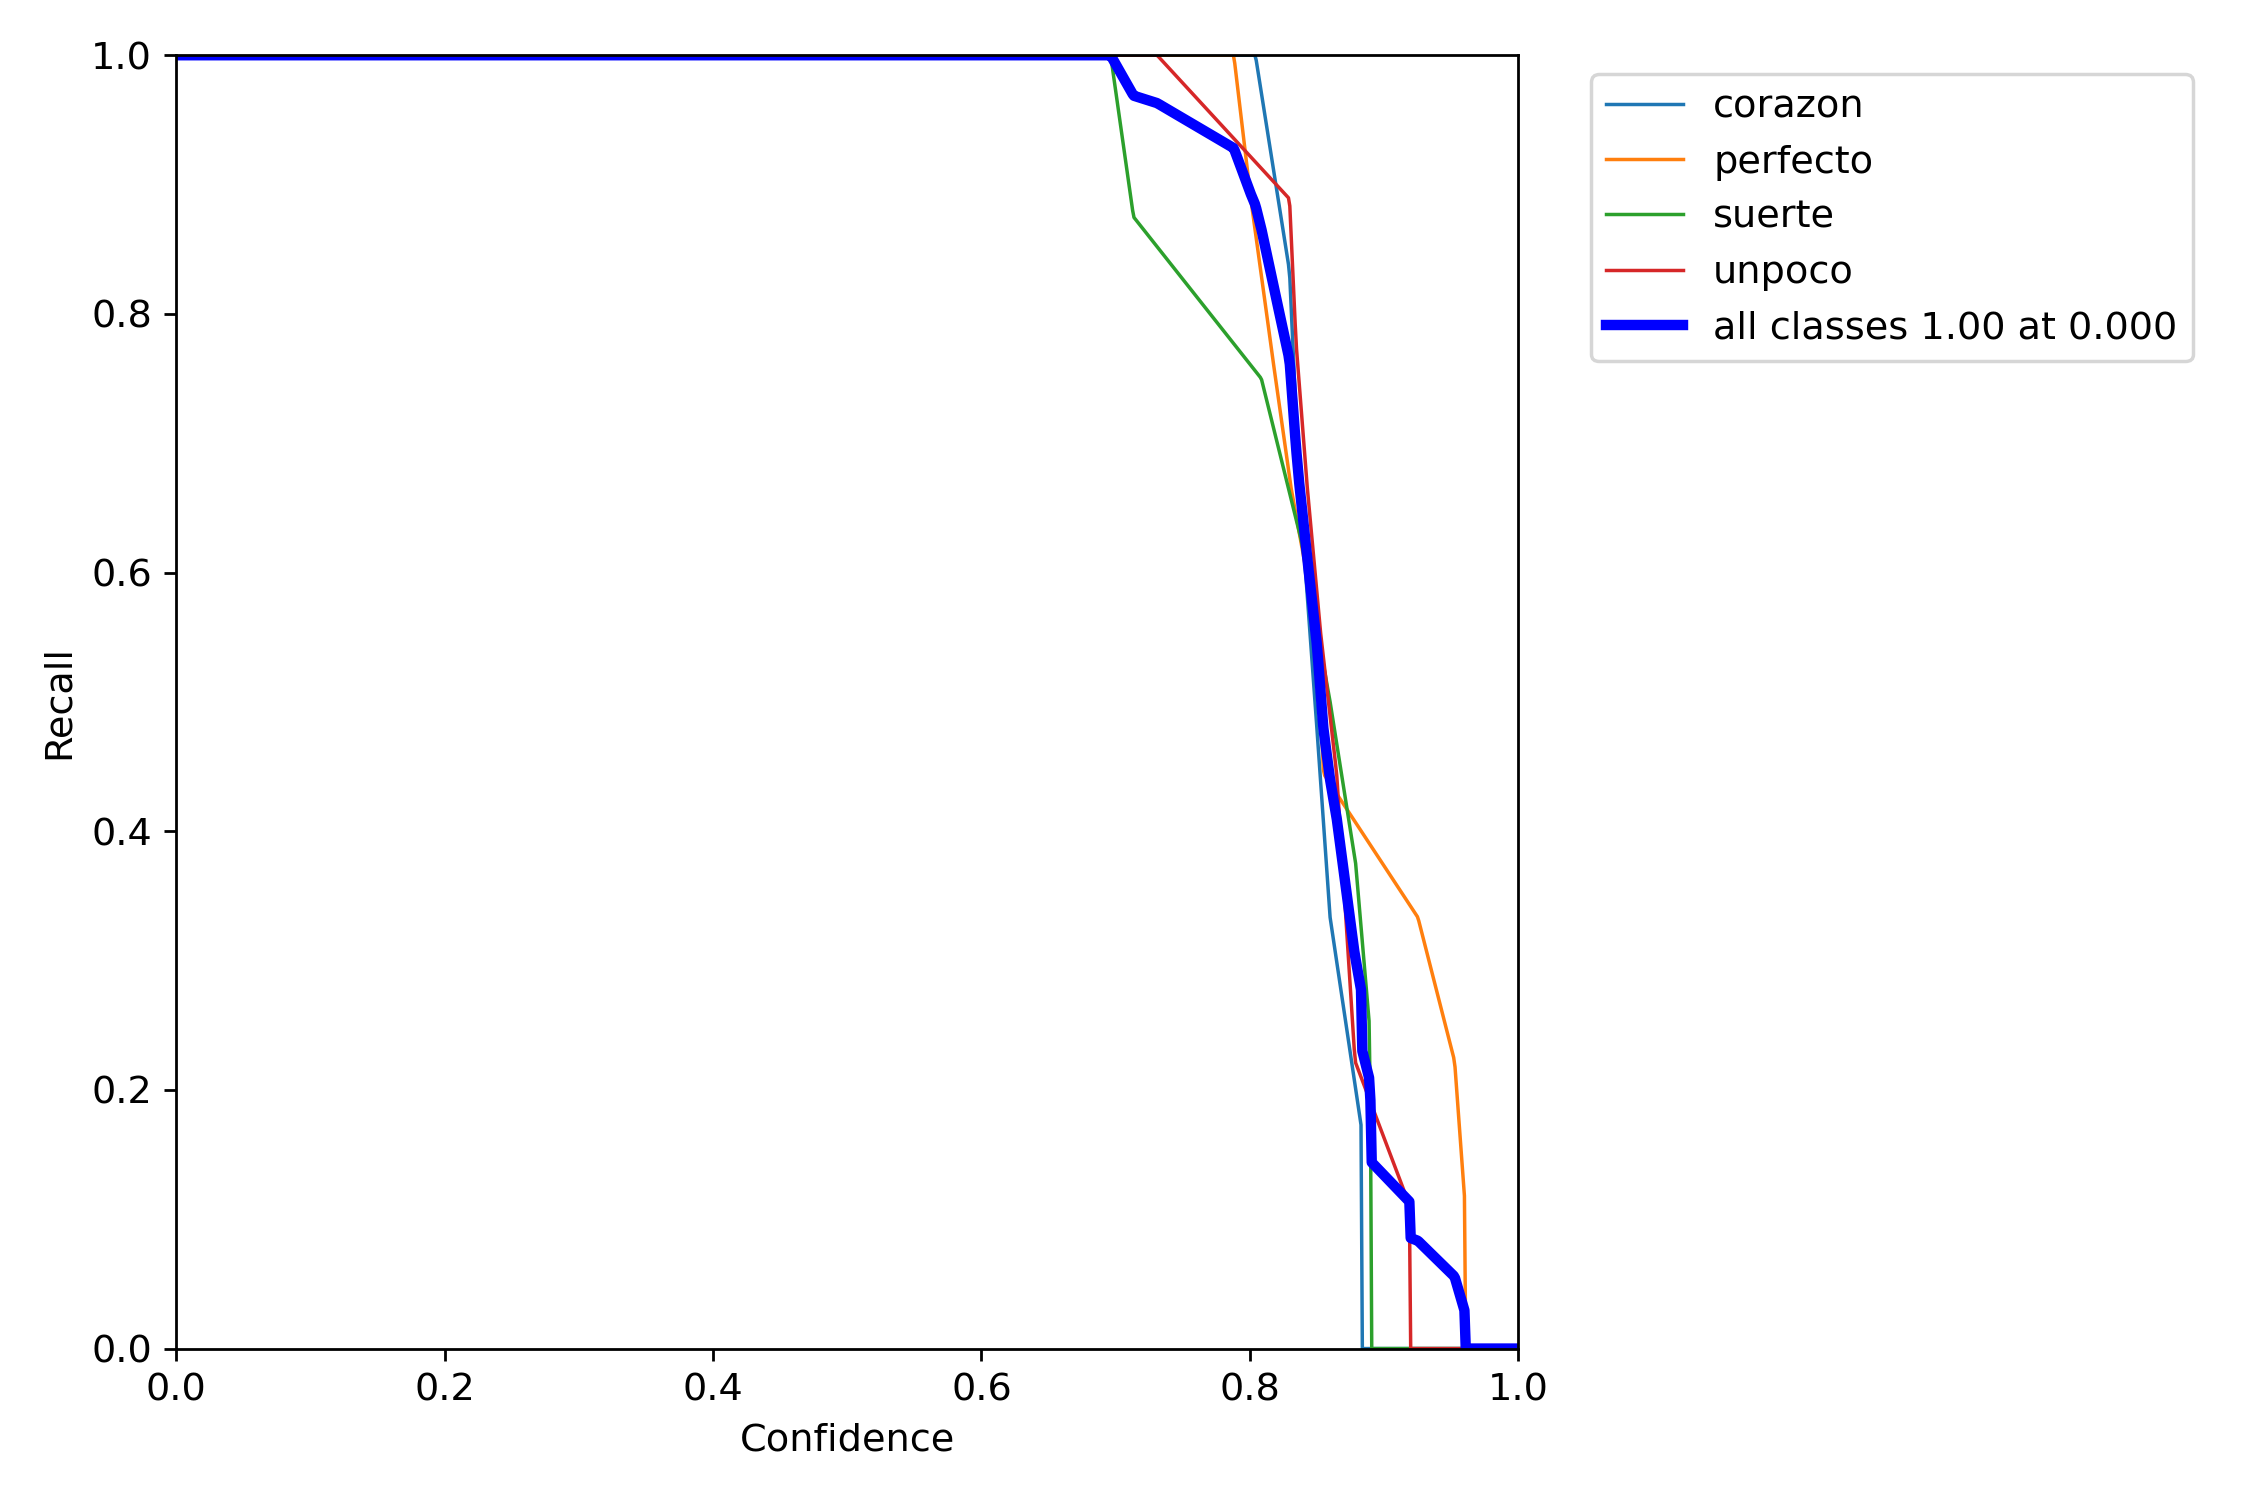 1.0
0.8
0.6
0.4
0.2
0.0
Recall
0.0 0.2 0.4 0.6 0.8 1.0
Confidence
corazon
perfecto
suerte
unpoco
all classes 1.00 at 0.000